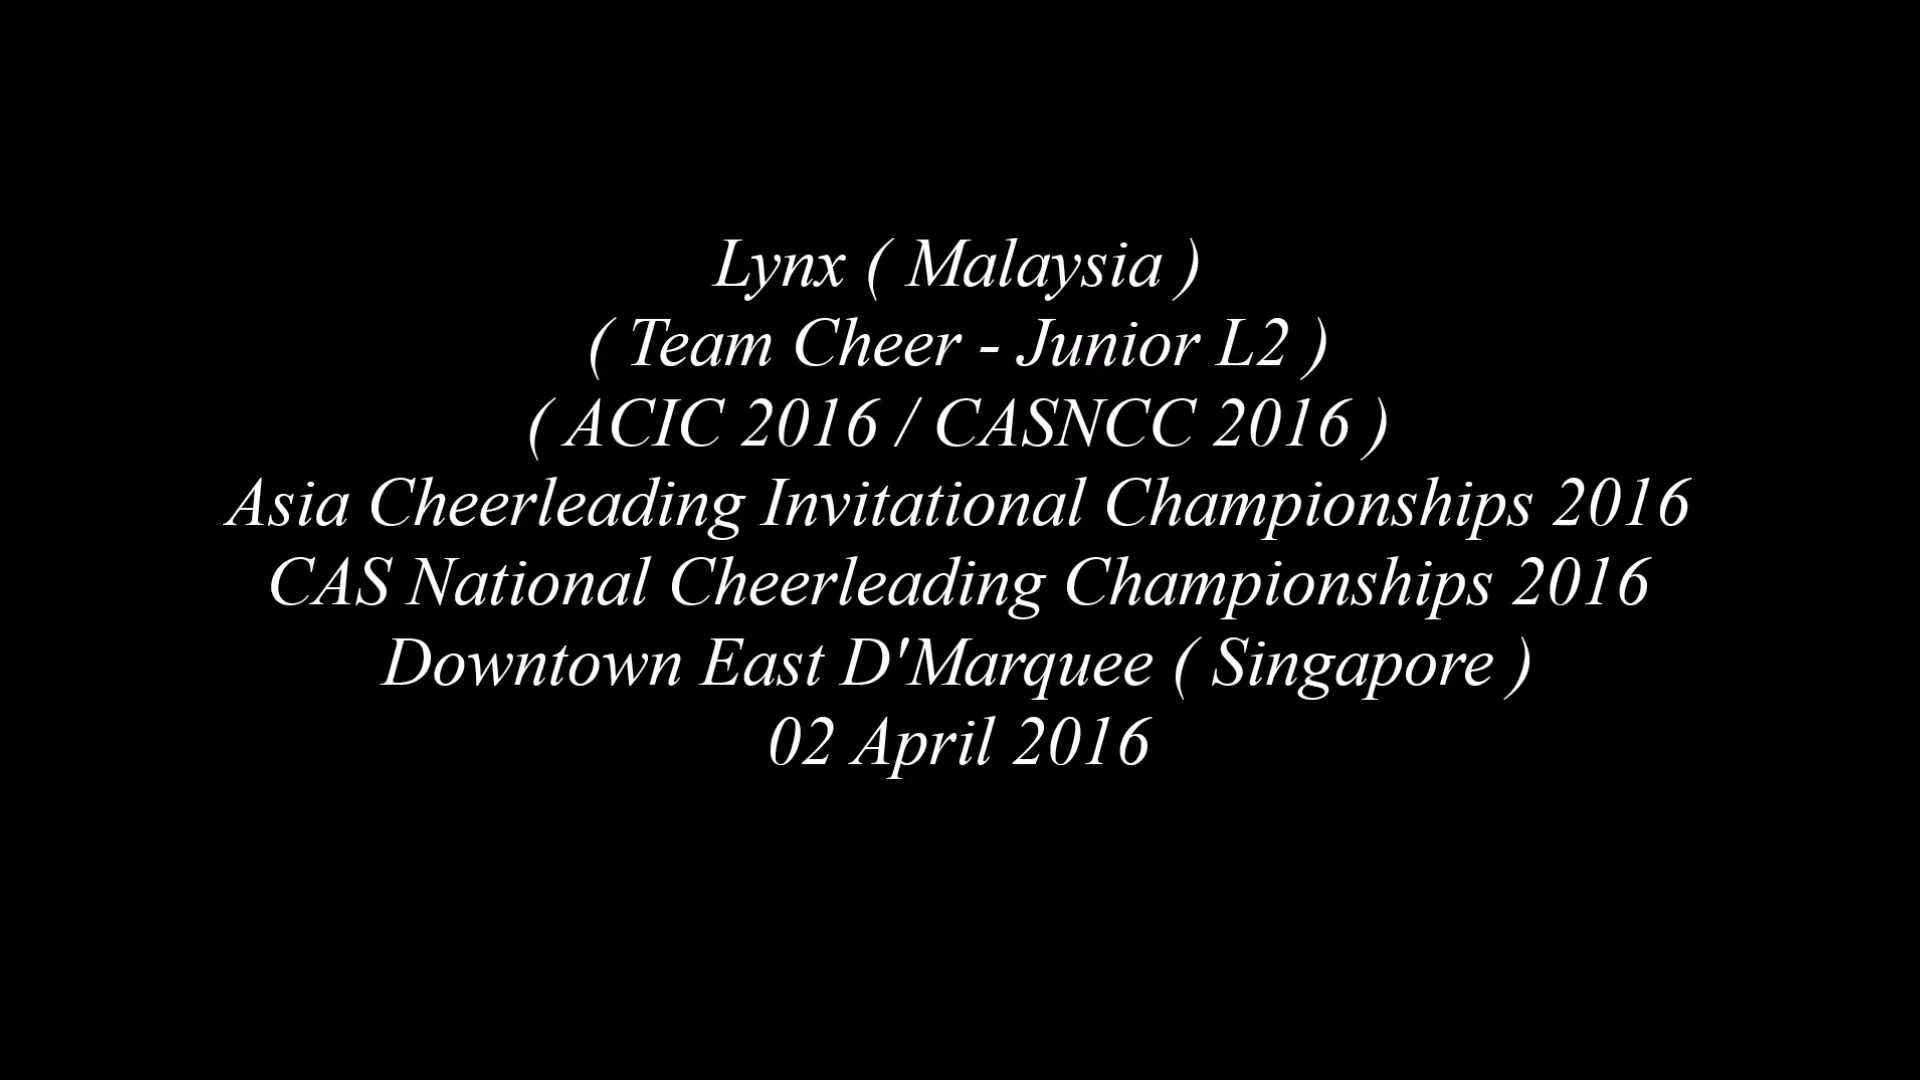 Lynx ( Malaysia )
( Team Cheer - Junior L2 )
( ACIC 2016 / CASNCC 2016 )
Asia Cheerleading Invitational Championships 2016
CAS National Cheerleading Championships 2016
Downtown East D'Marquee ( Singapore )
02 April 2016